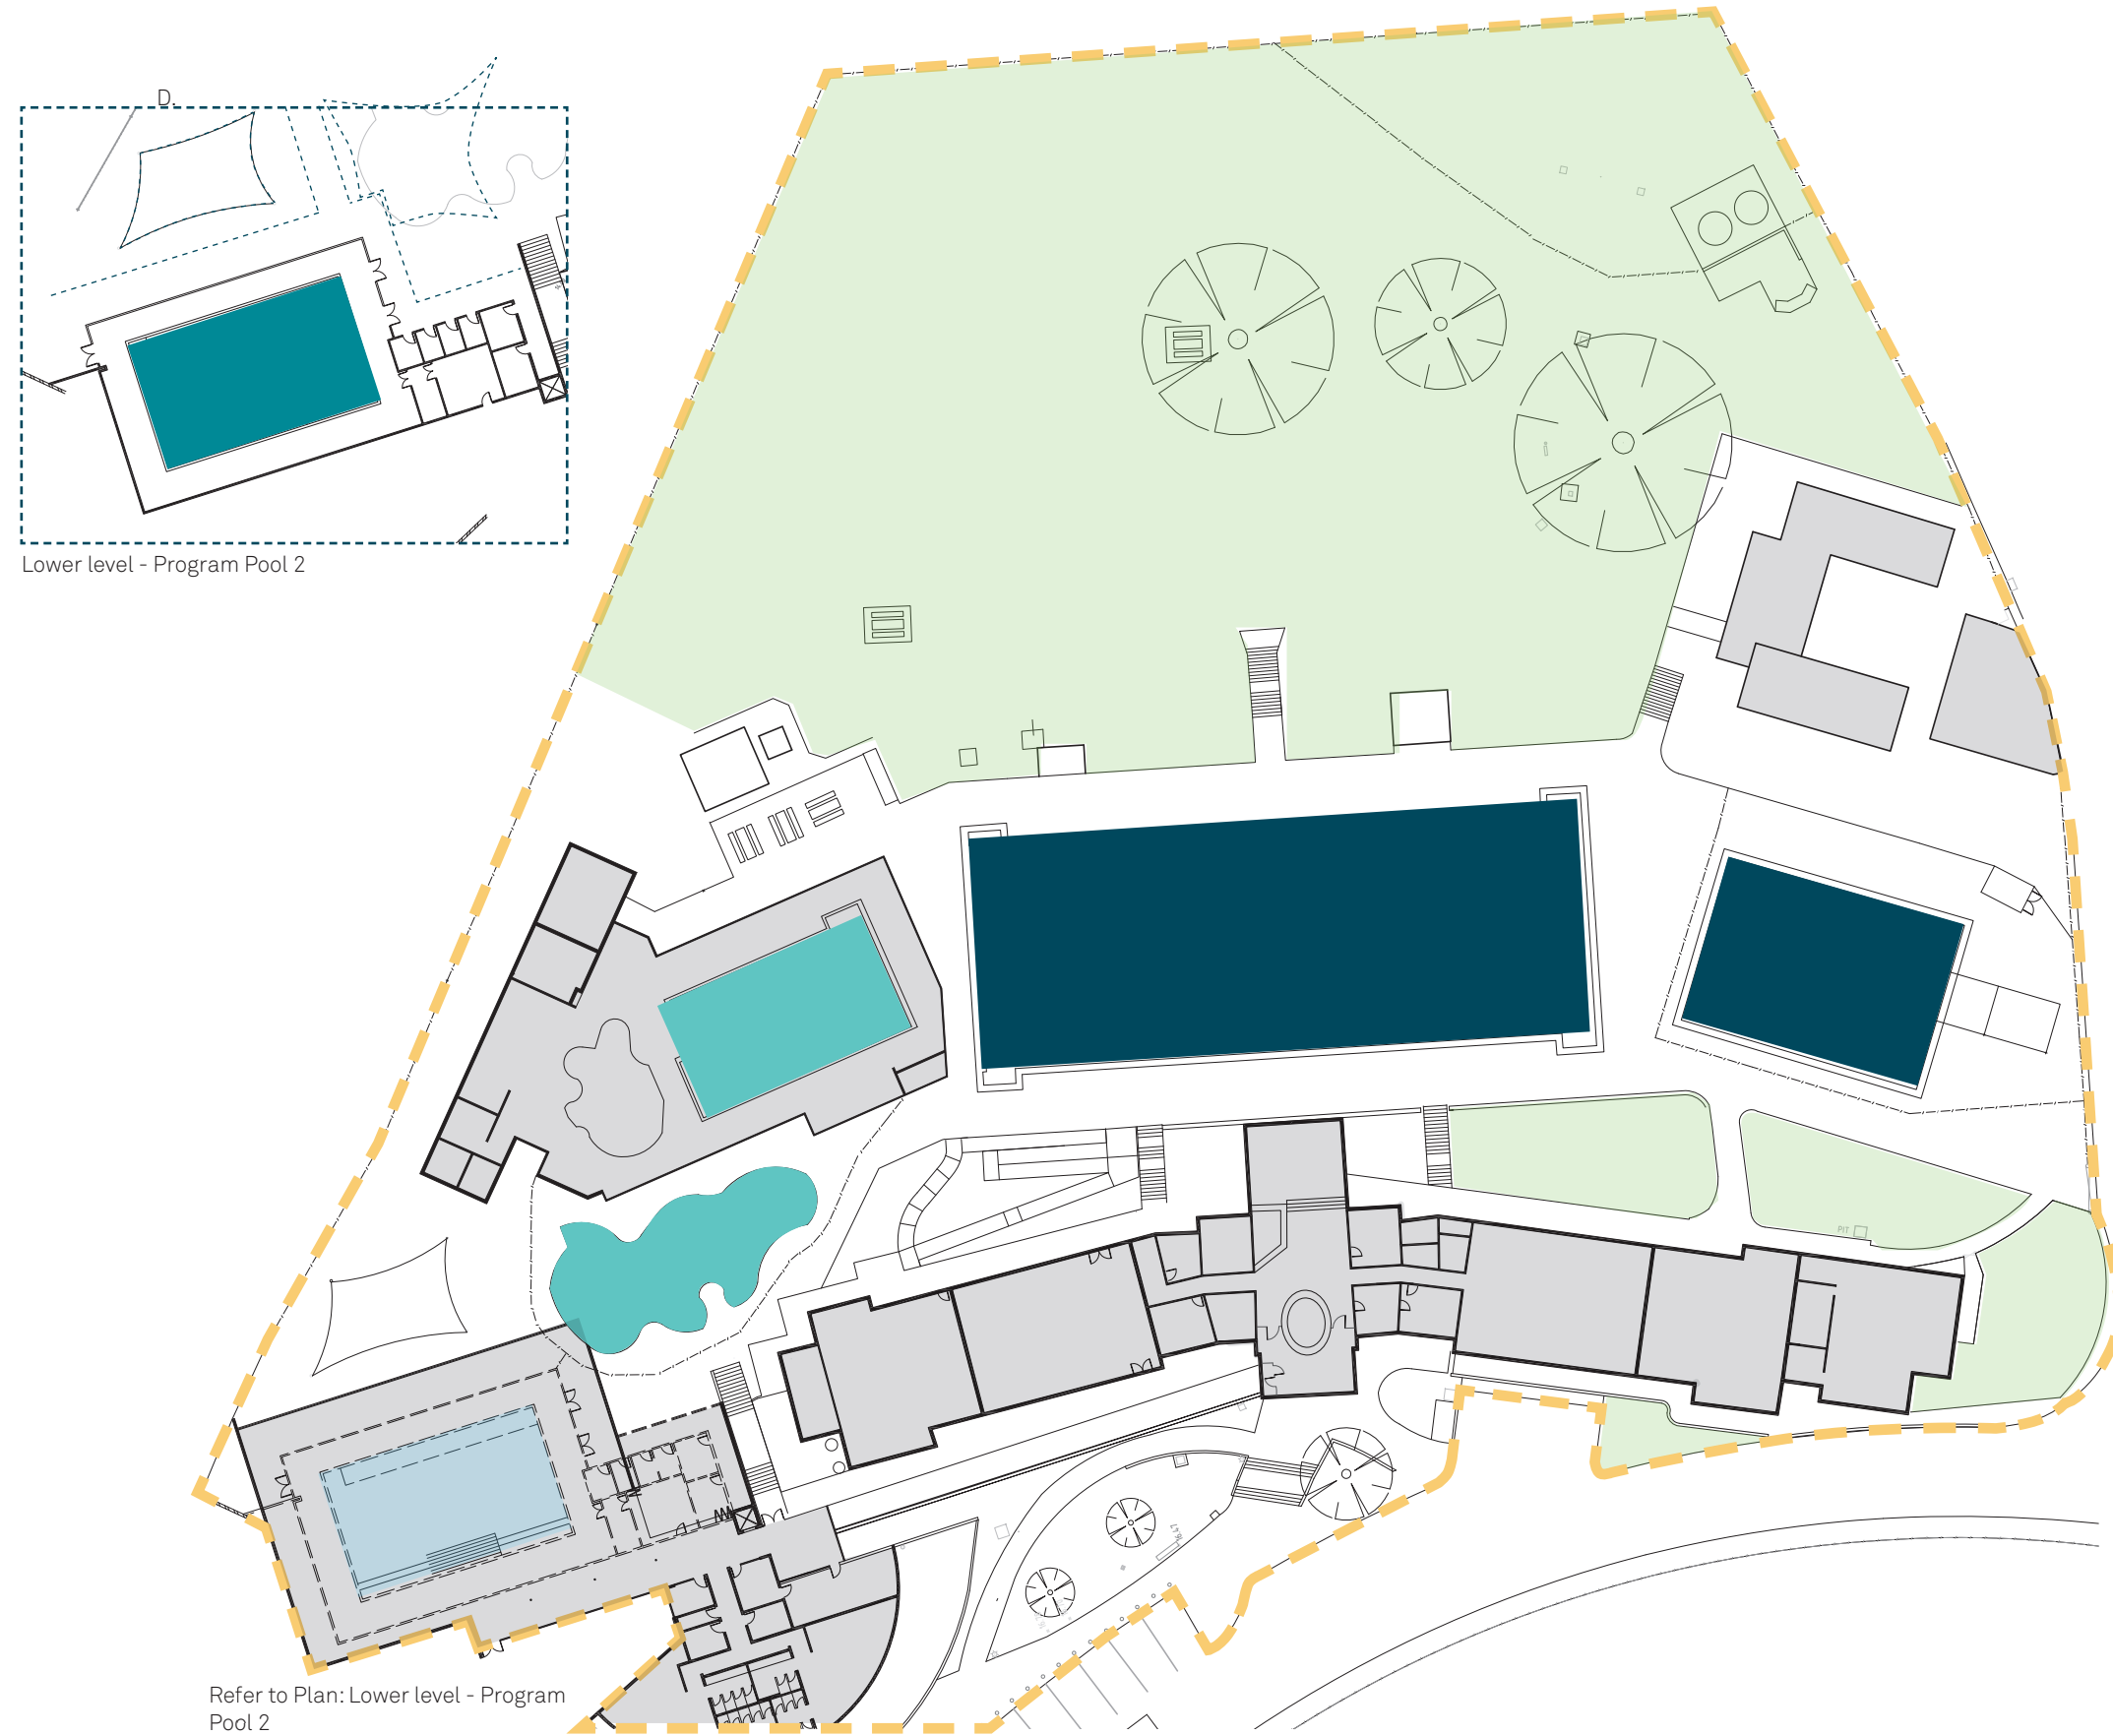 D.
Lower level - Program Pool 2
PIT
Refer to Plan: Lower level - Program
Pool 2